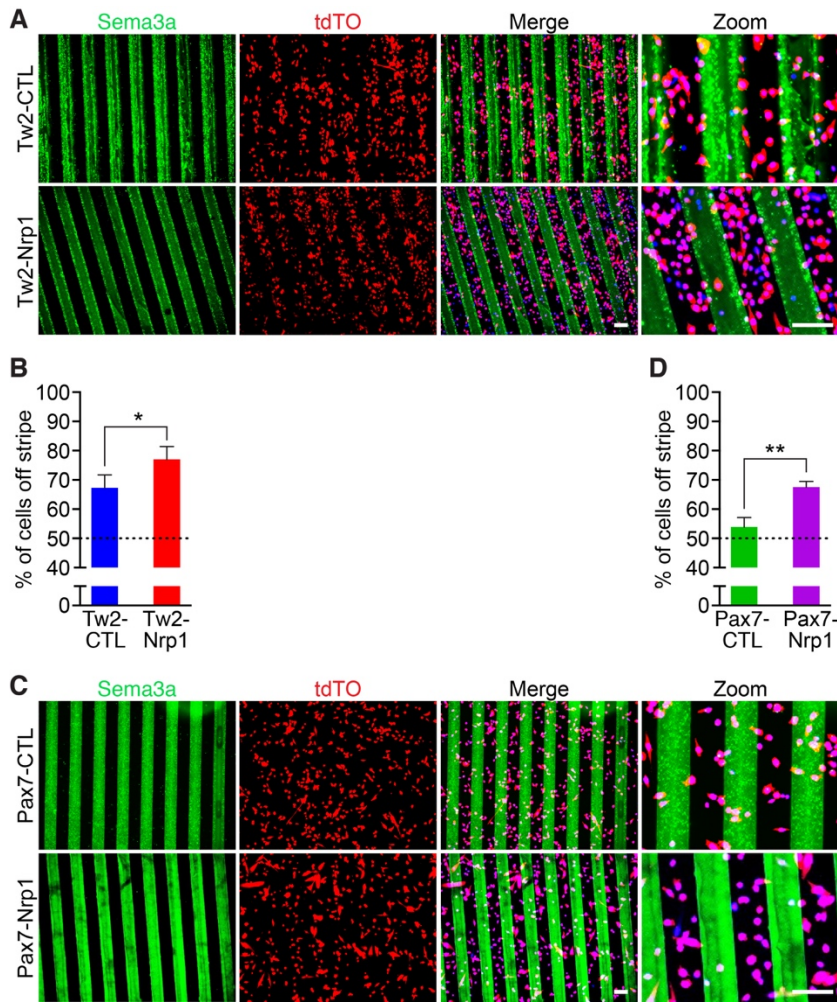 A
Sema3a tdTO Merge Zoom
Tw2-CTL
Tw2-Nrp1
B
% of cells off stripe
100
90
80
70
60
50
40
0
*
Tw2-
CTL
Tw2-
Nrp1
D
% of cells off stripe
100
90
80
70
60
50
40
0
**
Pax7-
CTL
Pax7-
Nrp1
C
Sema3a tdTO Merge Zoom
Pax7-CTL
Pax7-Nrp1